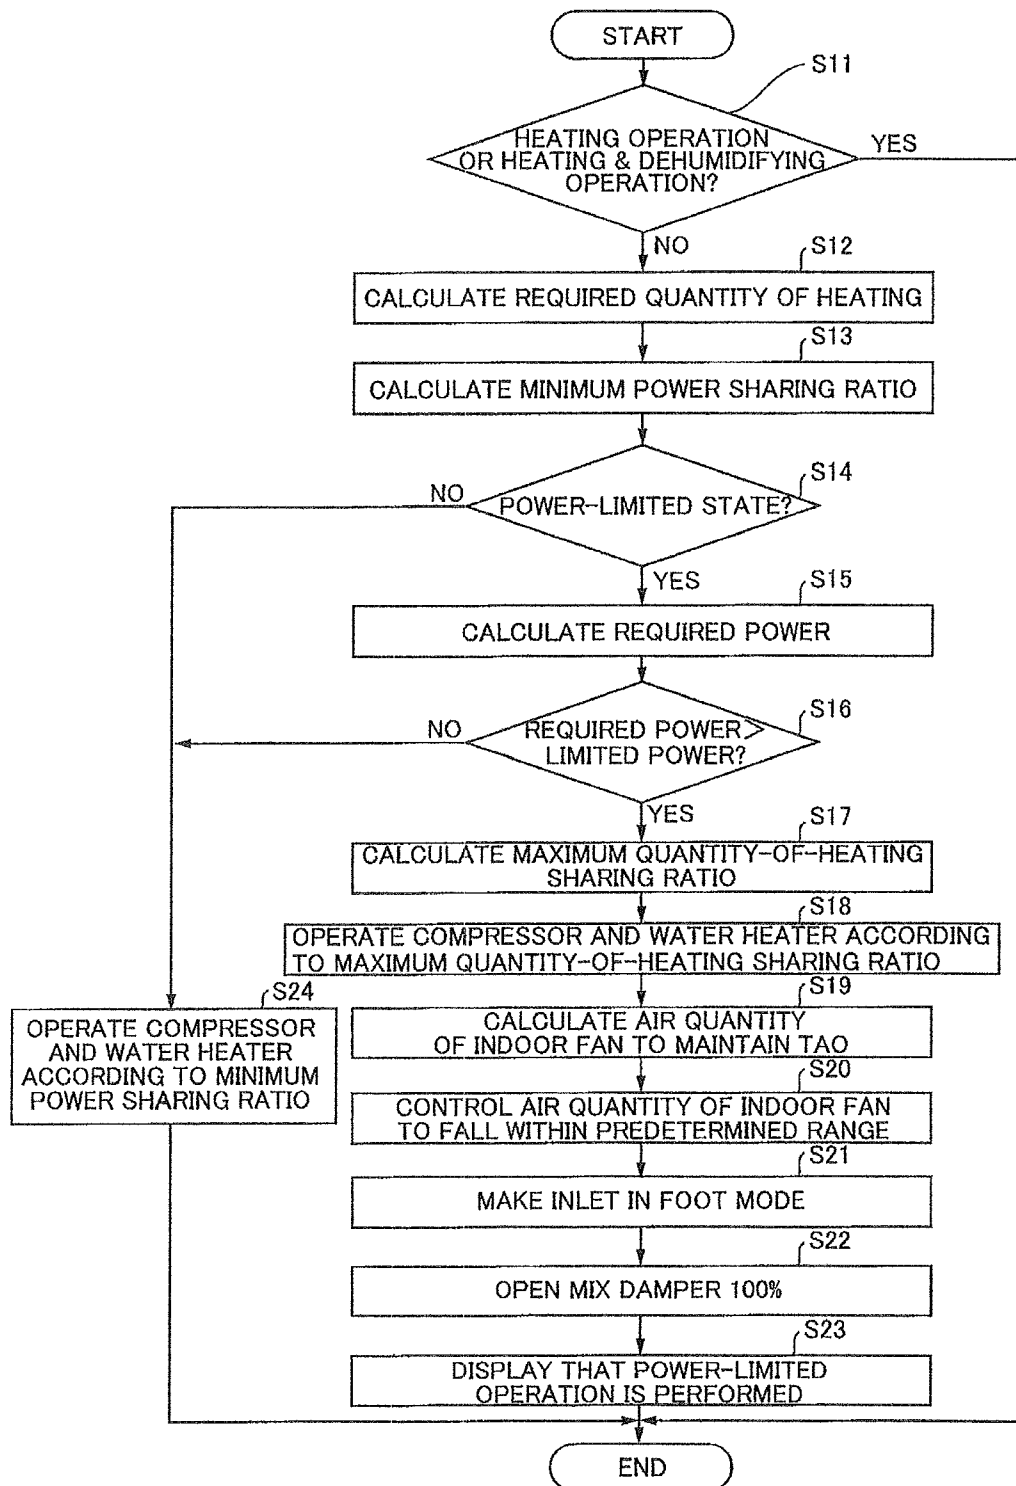 START
S11
HEATING OPERATION
OR HEATING & DEHUMIDIFYING
OPERATION?
YES
NO
S12
CALCULATE REQUIRED QUANTITY OF HEATING
S13
CALCULATE MINIMUM POWER SHARING RATIO
S14
NO
POWER-LIMITED STATE?
YES
S15
CALCULATE REQUIRED POWER
S16
NO
REQUIRED POWER>
LIMITED POWER?
YES
S17
CALCULATE MAXIMUM QUANTITY-OF-HEATING
SHARING RATIO
S18
OPERATE COMPRESSOR AND WATER HEATER ACCORDING
TO MAXIMUM QUANTITY-OF-HEATING SHARING RATIO
S24
OPERATE COMPRESSOR
AND WATER HEATER
ACCORDING TO MINIMUM
POWER SHARING RATIO
S19
CALCULATE AIR QUANTITY
OF INDOOR FAN TO MAINTAIN TAO
S20
CONTROL AIR QUANTITY OF INDOOR FAN
TO FALL WITHIN PREDETERMINED RANGE
S21
MAKE INLET IN FOOT MODE
S22
OPEN MIX DAMPER 100%
S23
DISPLAY THAT POWER-LIMITED
OPERATION IS PERFORMED
END